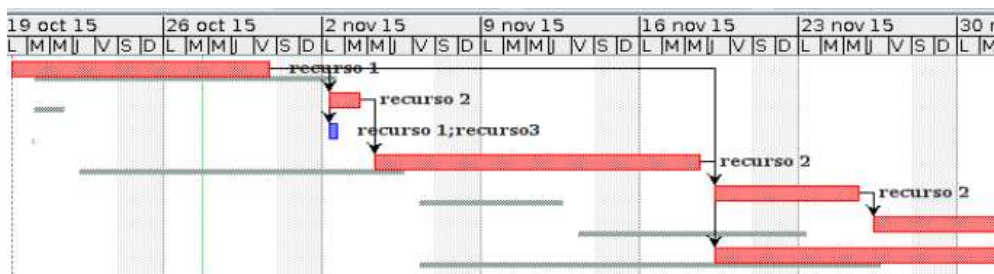 19 oct 15 26 oct 15 2 nov 15 9 nov 15 16 nov 15 23 nov 15 30
L M M J V S D L M M J V S D L M M J V S D L M M J V S D L M M J V S D L M M J V S D L M
recurso 1
recurso 2
recurso 1;recurso3
recurso 2
recurso 2